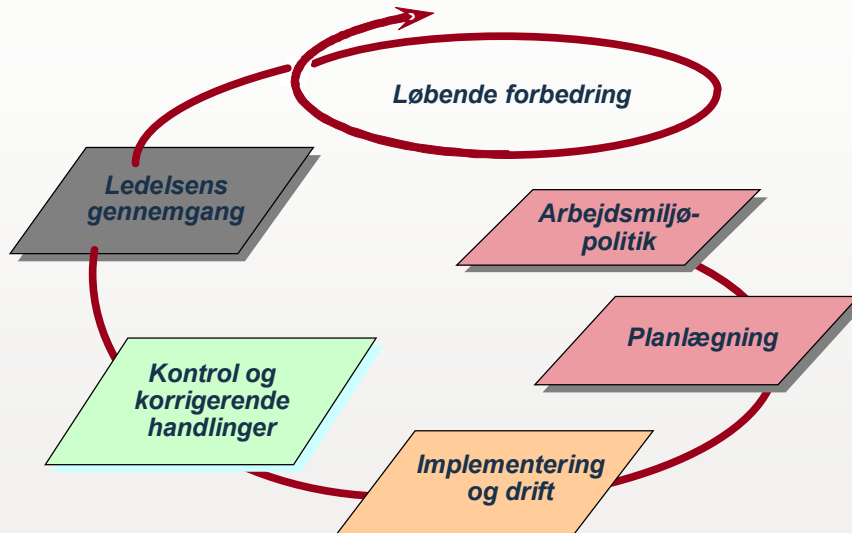 Løbende forbedring
Ledelsens
gennemgang
Arbejdsmiljø-
politik
Planlægning
Kontrol og
korrigerende
handlinger
Implementering
og drift